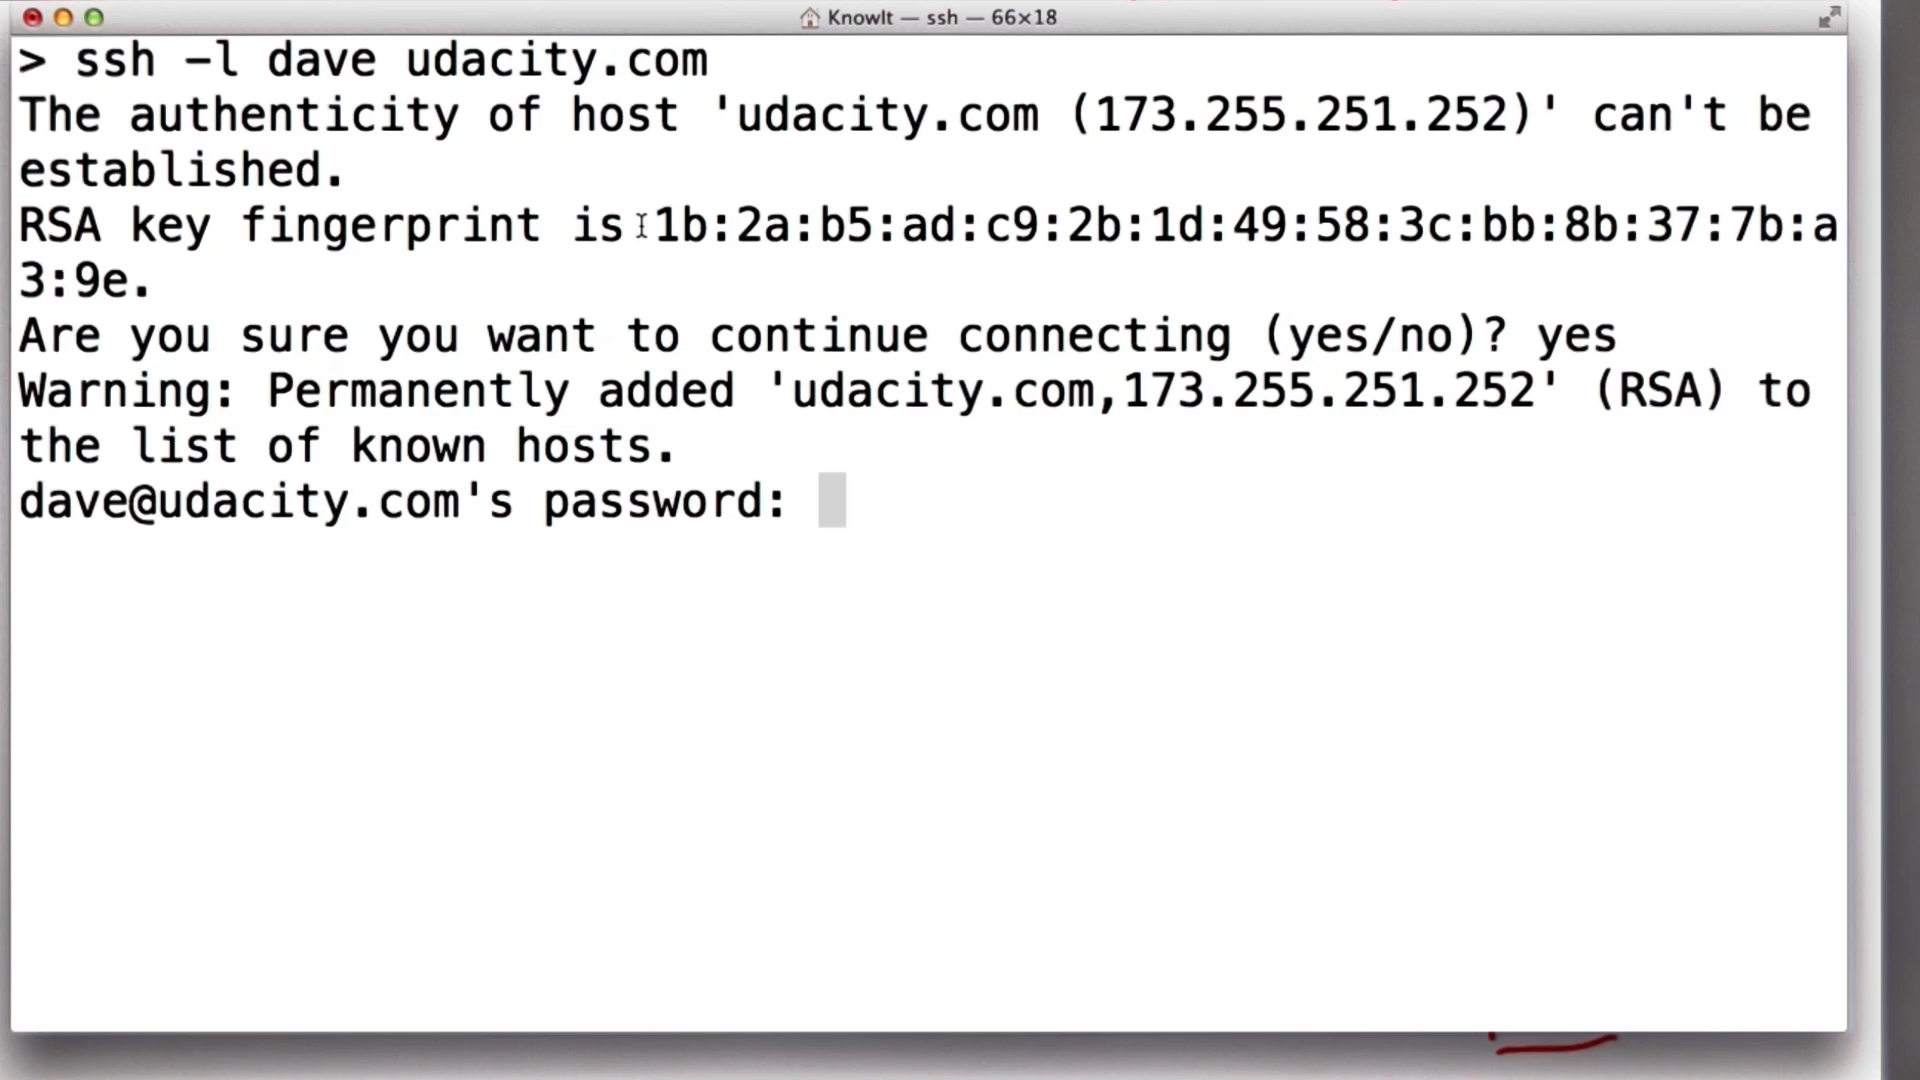 KnowIt — ssh — 66×18
> ssh -l dave udacity.com
The authenticity of host 'udacity.com (173.255.251.252)' can't be
established.
RSA key fingerprint is 1b:2a:b5:ad:c9:2b:1d:49:58:3c:bb:8b:37:7b:a
3:9e.
Are you sure you want to continue connecting (yes/no)? yes
Warning: Permanently added 'udacity.com,173.255.251.252' (RSA) to
the list of known hosts.
dave@udacity.com's password: